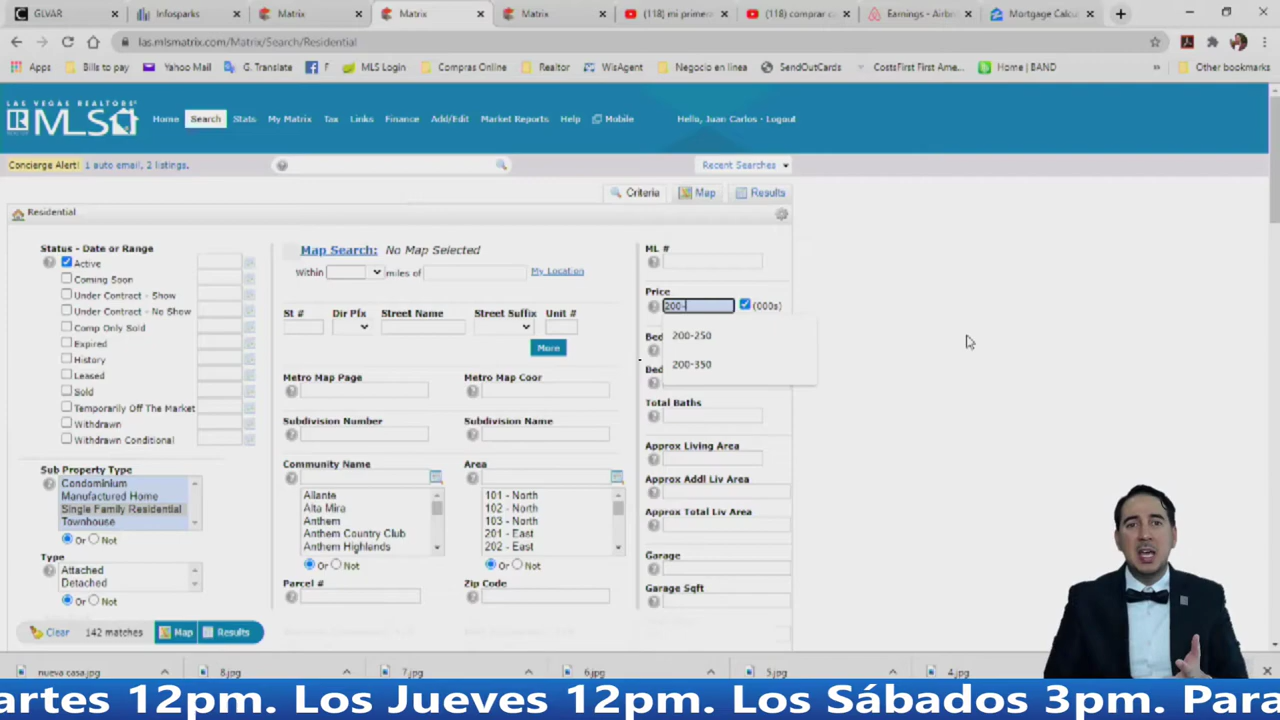 GLVAR
Infosparks
Matrix
Matrix
Matrix
(118) mi primera
(118) comprar c
Earnings - Airb
Mortgage Calcu
las.mlsmatrix.com/Matrix/Search/Residential
Apps
Bills to pay
Yahoo Mail
G. Translate
F
MLS Login
Compras Online
Realtor
WisAgent
Negocio en linea
SendOutCards
CostsFirst First Ame...
Home | BAND
»
Other bookmarks
LAS VEGAS REALTORS®
MLS
Home
Search
Stats
My Matrix
Tax
Links
Finance
Add/Edit
Market Reports
Help
Mobile
Hello, Juan Carlos - Logout
Concierge Alert! 1 auto email, 2 listings.
Recent Searches
Criteria
Map
Results
Residential
Status - Date or Range
Active
Coming Soon
Under Contract - Show
Under Contract - No Show
Comp Only Sold
Expired
History
Leased
Sold
Temporarily Off The Market
Withdrawn
Withdrawn Conditional
Sub Property Type
Condominium
Manufactured Home
Single Family Residential
Townhouse
Or Not
Type
Attached
Detached
Or Not
Map Search: No Map Selected
Within miles of My Location
St # Dir Pfx Street Name Street Suffix Unit #
More
Metro Map Page Metro Map Coor
Subdivision Number Subdivision Name
Community Name
Aliante
Alta Mira
Anthem
Anthem Country Club
Anthem Highlands
Or Not
Area
101 - North
102 - North
103 - North
201 - East
202 - East
Or Not
Parcel # Zip Code
ML #
Price
200- (000s)
200-250
200-350
Bed
Bed
Total Baths
Approx Living Area
Approx Addl Liv Area
Approx Total Liv Area
Garage
Garage Sqft
Clear 142 matches Map Results
nueva casa.jpg
8.jpg
7.jpg
6.jpg
5.jpg
4.jpg
artes 12pm. Los Jueves 12pm. Los Sábados 3pm. Para